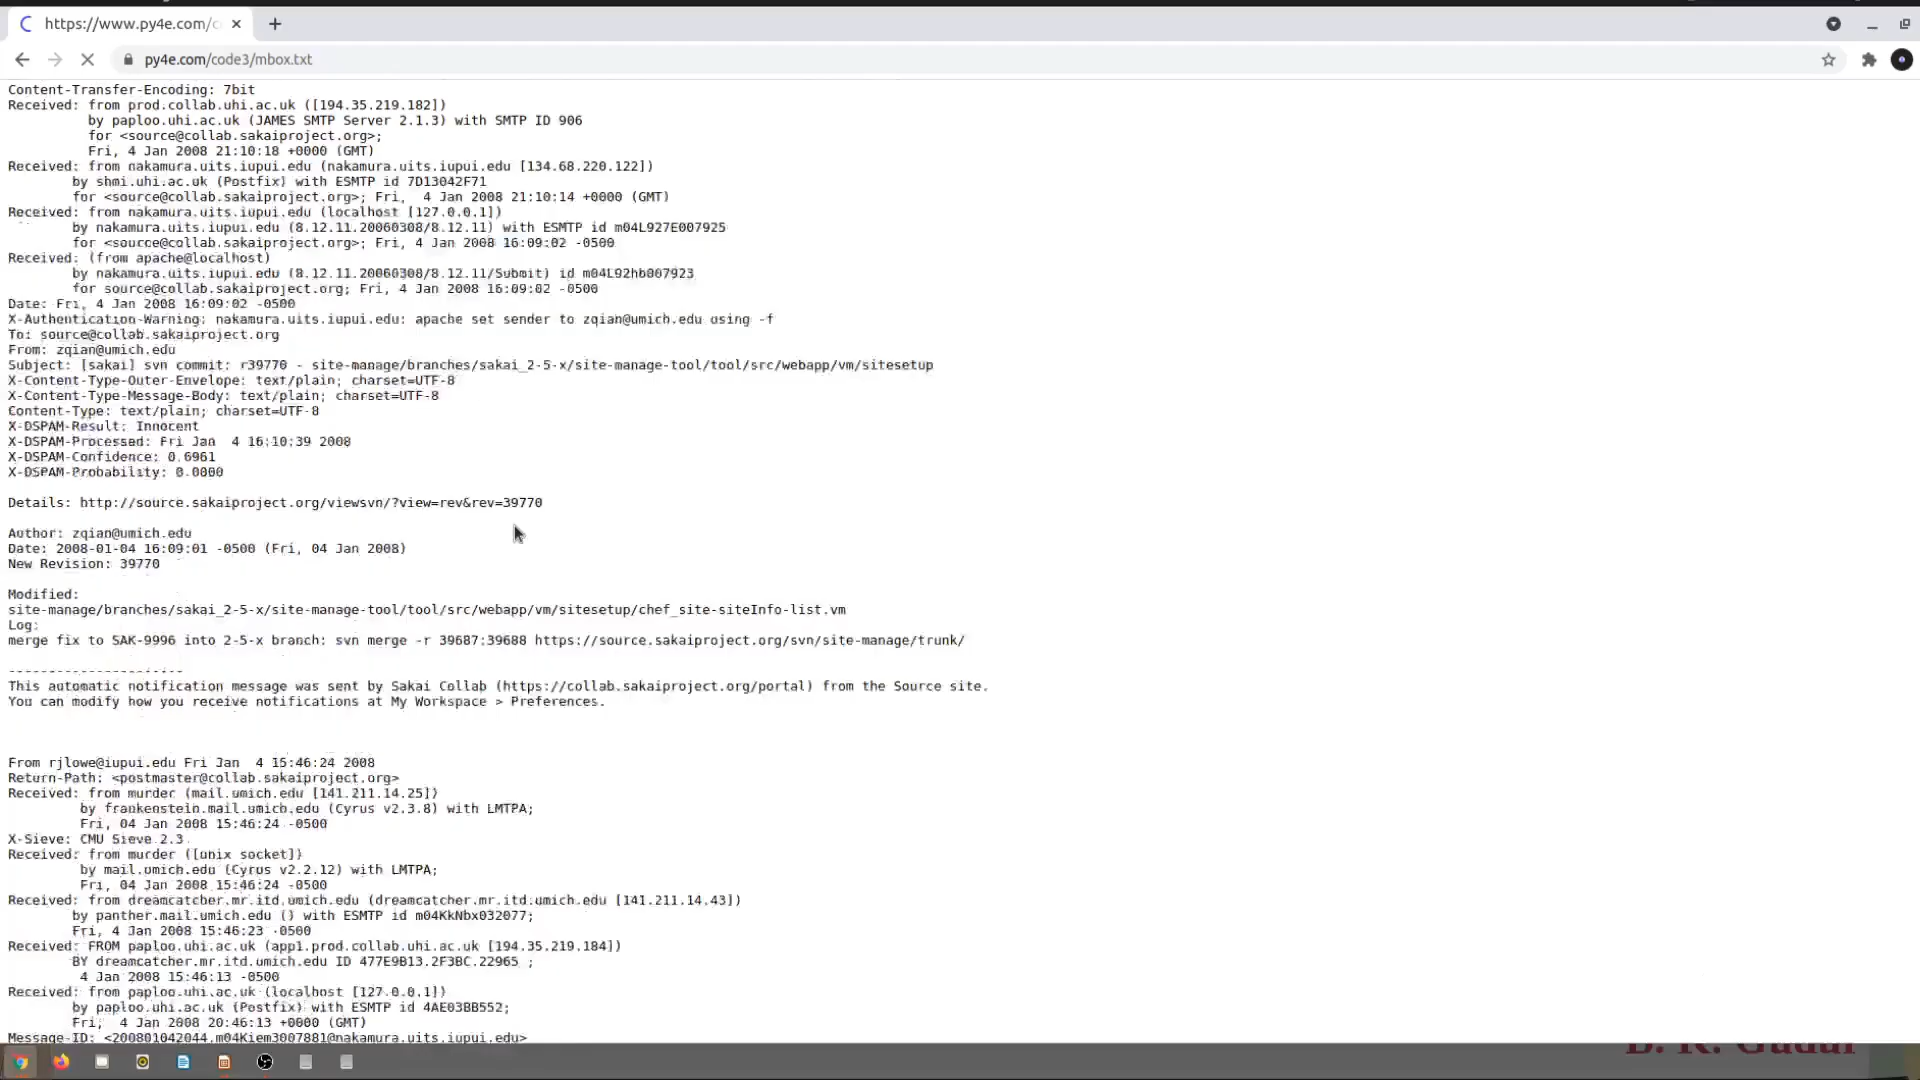 https://www.py4e.com/c
py4e.com/code3/mbox.txt
Content-Transfer-Encoding: 7bit
Received: from prod.collab.uhi.ac.uk ([194.35.219.182])
by paploo.uhi.ac.uk (JAMES SMTP Server 2.1.3) with SMTP ID 906
for <source@collab.sakaiproject.org>;
Fri, 4 Jan 2008 21:10:18 +0000 (GMT)
Received: from nakamura.uits.iupui.edu (nakamura.uits.iupui.edu [134.68.220.122])
by shmi.uhi.ac.uk (Postfix) with ESMTP id 7D13042F71
for <source@collab.sakaiproject.org>; Fri,  4 Jan 2008 21:10:14 +0000 (GMT)
Received: from nakamura.uits.iupui.edu (localhost [127.0.0.1])
by nakamura.uits.iupui.edu (8.12.11.20060308/8.12.11) with ESMTP id m04L927E007925
for <source@collab.sakaiproject.org>; Fri, 4 Jan 2008 16:09:02 -0500
Received: (from apache@localhost)
by nakamura.uits.iupui.edu (8.12.11.20060308/8.12.11/Submit) id m04L92hb007923
for source@collab.sakaiproject.org; Fri, 4 Jan 2008 16:09:02 -0500
Date: Fri, 4 Jan 2008 16:09:02 -0500
X-Authentication-Warning: nakamura.uits.iupui.edu: apache set sender to zqian@umich.edu using -f
To: source@collab.sakaiproject.org
From: zqian@umich.edu
Subject: [sakai] svn commit: r39770 - site-manage/branches/sakai_2-5-x/site-manage-tool/tool/src/webapp/vm/sitesetup
X-Content-Type-Outer-Envelope: text/plain; charset=UTF-8
X-Content-Type-Message-Body: text/plain; charset=UTF-8
Content-Type: text/plain; charset=UTF-8
X-DSPAM-Result: Innocent
X-DSPAM-Processed: Fri Jan  4 16:10:39 2008
X-DSPAM-Confidence: 0.6961
X-DSPAM-Probability: 0.0000
Details: http://source.sakaiproject.org/viewsvn/?view=rev&rev=39770
Author: zqian@umich.edu
Date: 2008-01-04 16:09:01 -0500 (Fri, 04 Jan 2008)
New Revision: 39770
Modified:
site-manage/branches/sakai_2-5-x/site-manage-tool/tool/src/webapp/vm/sitesetup/chef_site-siteInfo-list.vm
Log:
merge fix to SAK-9996 into 2-5-x branch: svn merge -r 39687:39688 https://source.sakaiproject.org/svn/site-manage/trunk/
----------------------
This automatic notification message was sent by Sakai Collab (https://collab.sakaiproject.org/portal) from the Source site.
You can modify how you receive notifications at My Workspace > Preferences.
From rjlowe@iupui.edu Fri Jan  4 15:46:24 2008
Return-Path: <postmaster@collab.sakaiproject.org>
Received: from murder (mail.umich.edu [141.211.14.25])
by frankenstein.mail.umich.edu (Cyrus v2.3.8) with LMTPA;
Fri, 04 Jan 2008 15:46:24 -0500
X-Sieve: CMU Sieve 2.3
Received: from murder ([unix socket])
by mail.umich.edu (Cyrus v2.2.12) with LMTPA;
Fri, 04 Jan 2008 15:46:24 -0500
Received: from dreamcatcher.mr.itd.umich.edu (dreamcatcher.mr.itd.umich.edu [141.211.14.43])
by panther.mail.umich.edu () with ESMTP id m04KkNbx032077;
Fri, 4 Jan 2008 15:46:23 -0500
Received: FROM paploo.uhi.ac.uk (app1.prod.collab.uhi.ac.uk [194.35.219.184])
BY dreamcatcher.mr.itd.umich.edu ID 477E9B13.2F3BC.22965 ;
4 Jan 2008 15:46:13 -0500
Received: from paploo.uhi.ac.uk (localhost [127.0.0.1])
by paploo.uhi.ac.uk (Postfix) with ESMTP id 4AE03BB552;
Fri,  4 Jan 2008 20:46:13 +0000 (GMT)
Message-ID: <200801042044.m04Kiem3007881@nakamura.uits.iupui.edu>